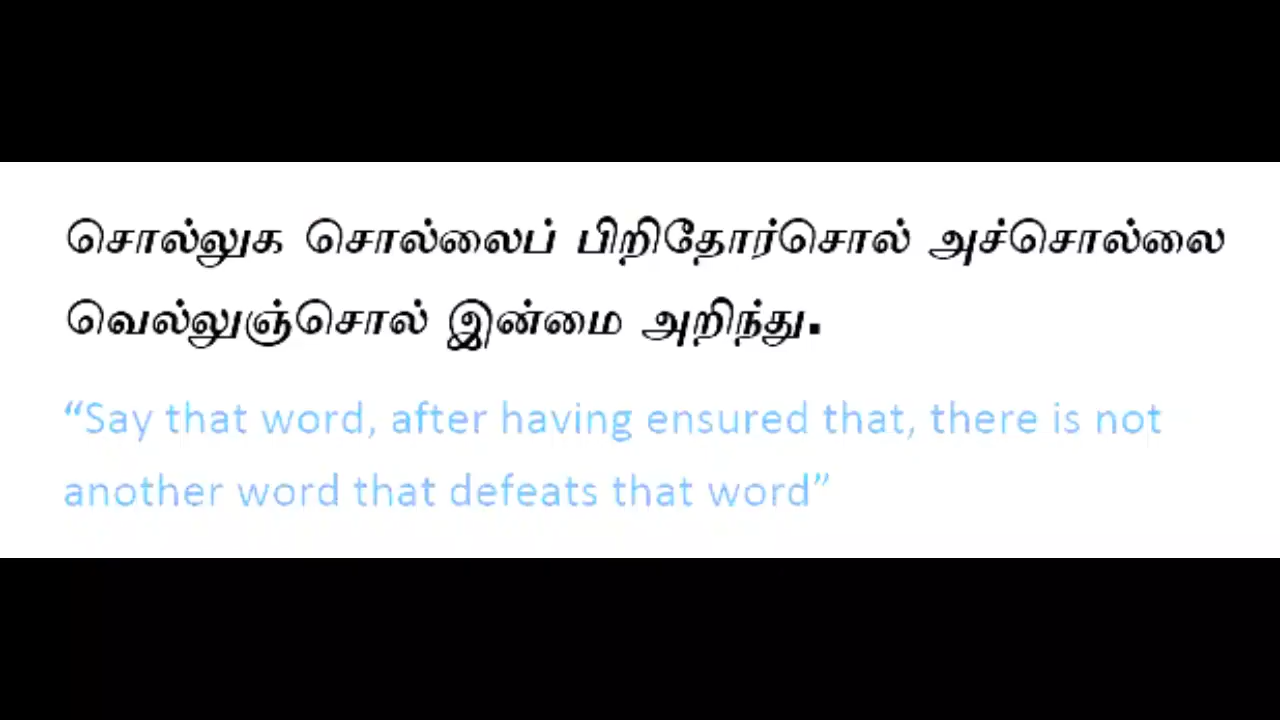 சொல்லுக சொல்லைப் பிறிதோர்சொல் அச்சொல்லை
வெல்லுஞ்சொல் இன்மை அறிந்து.
“Say that word, after having ensured that, there is not
another word that defeats that word”